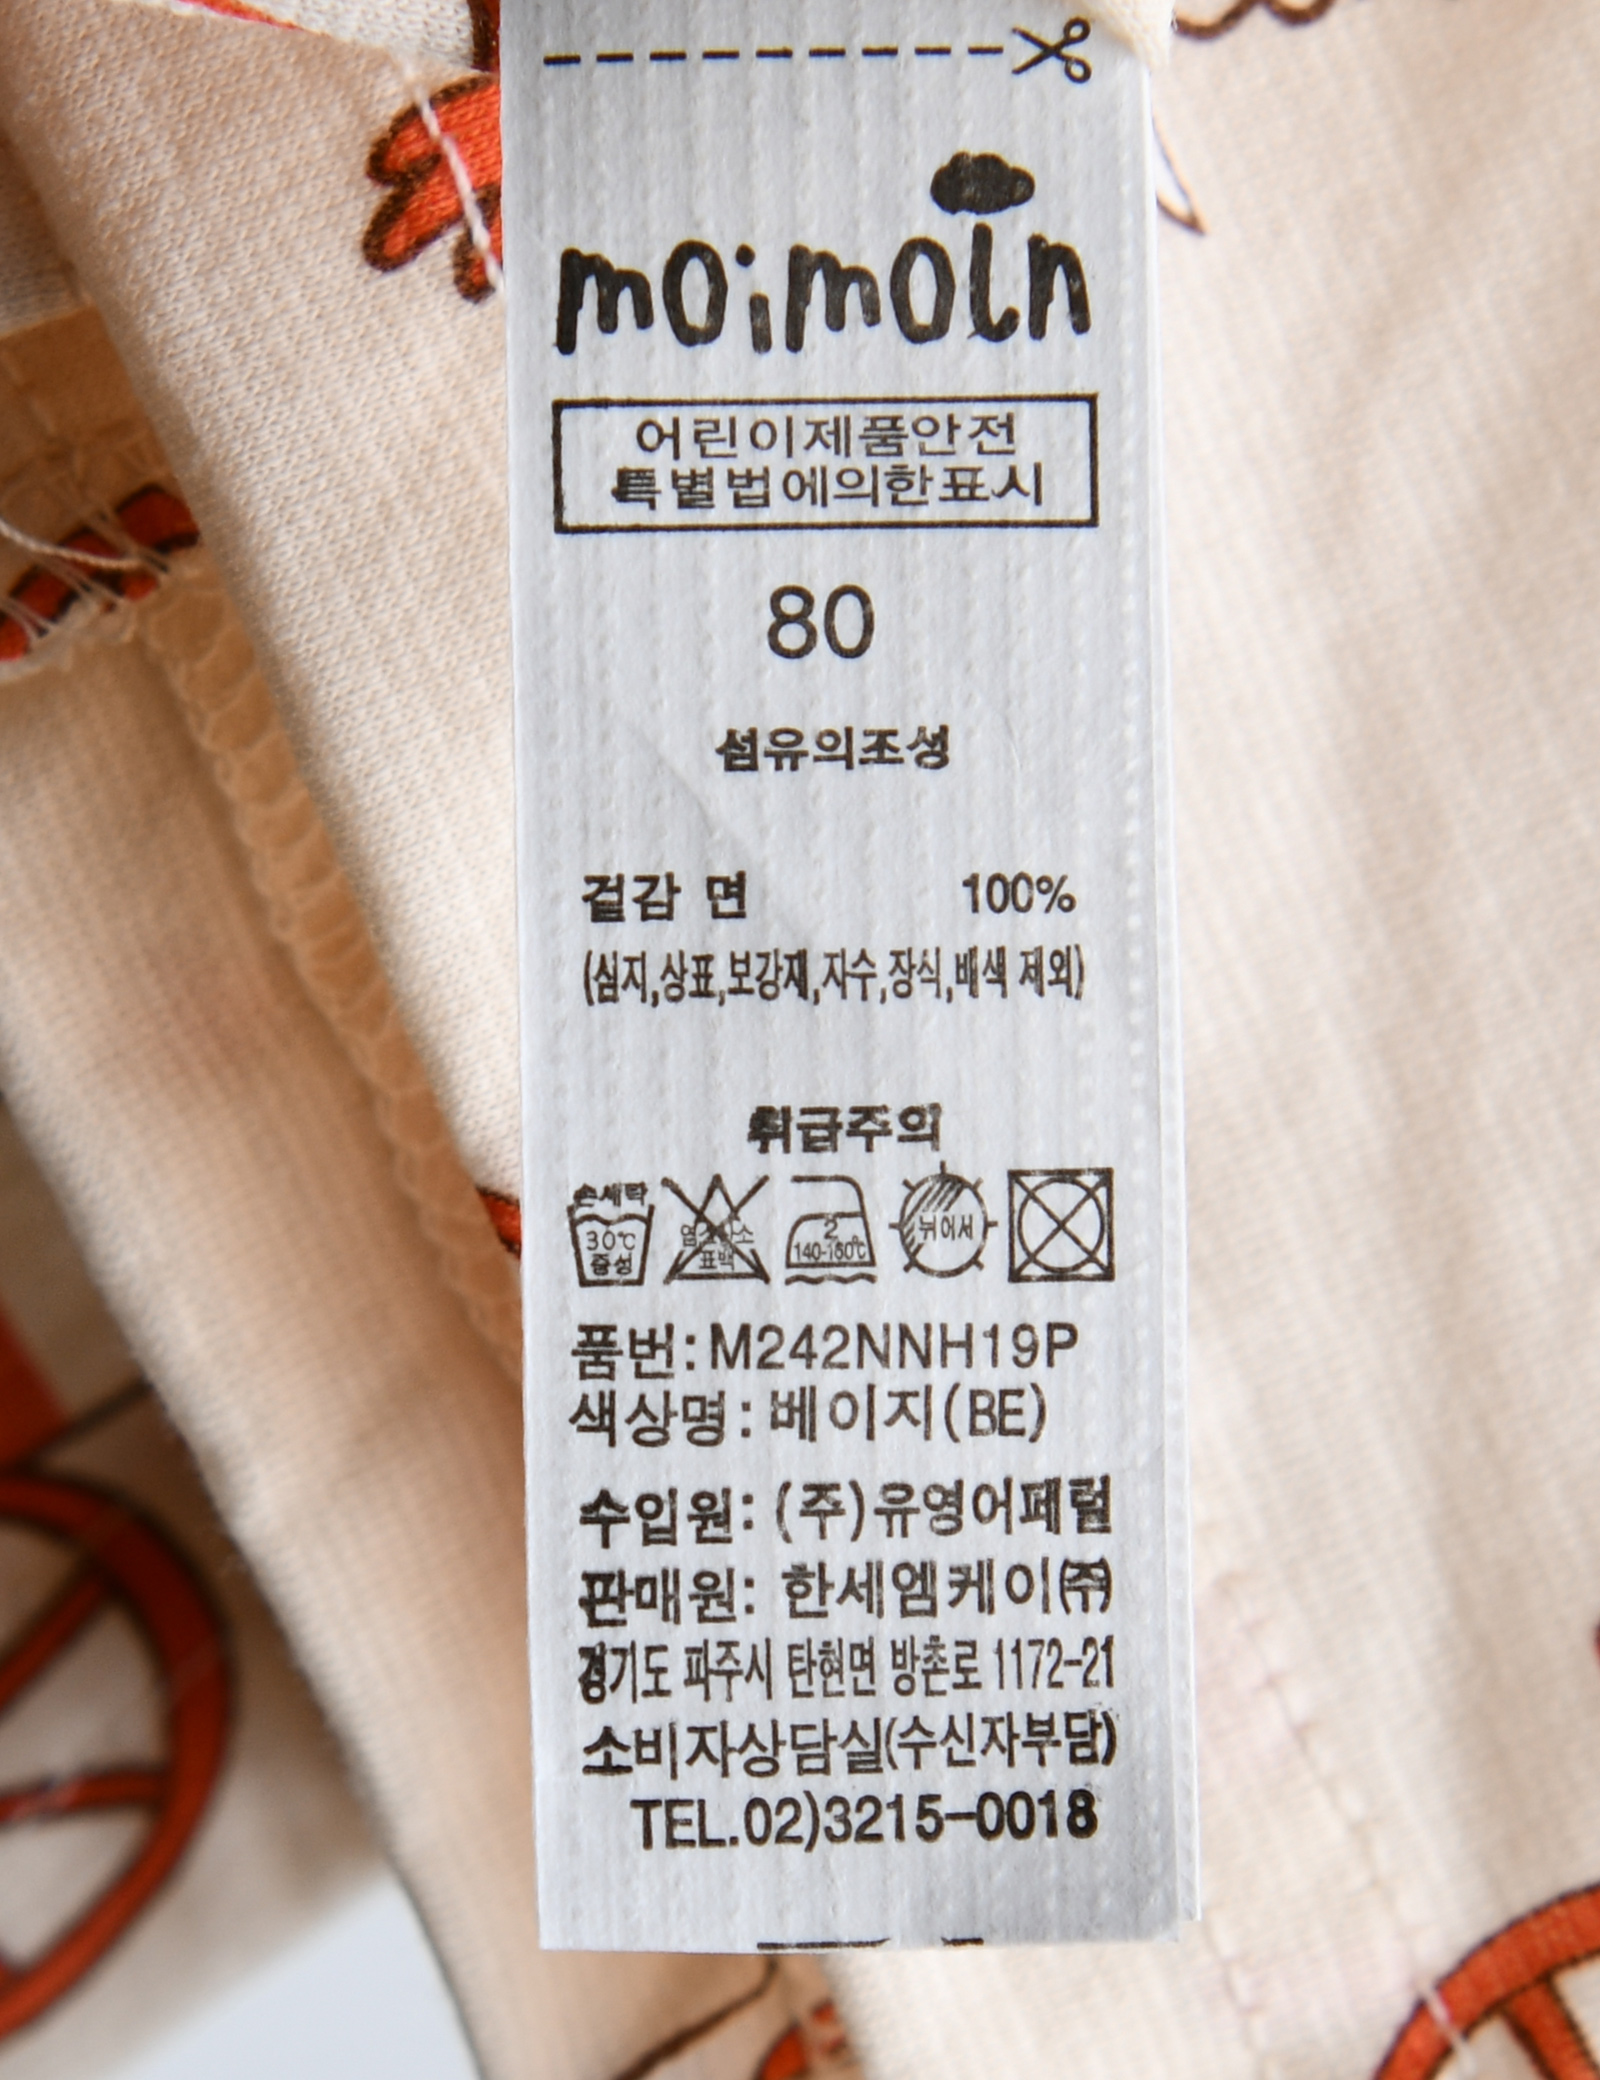 moimoln
어린이제품안전
특별법에의한표시
80
섬유의조성
겉감 면 100%
(심지,상표,보강재,자수,장식,배색 제외)
취급주의
손세탁
30℃
중성
염소산소
표백
2
140-160℃
뉘어서
품번:M242NNH19P
색상명:베이지(BE)
수입원: (주)유영어패럴
판매원: 한세엠케이㈜
경기도 파주시 탄현면 방촌로 1172-21
소비자상담실(수신자부담)
TEL.02)3215-0018